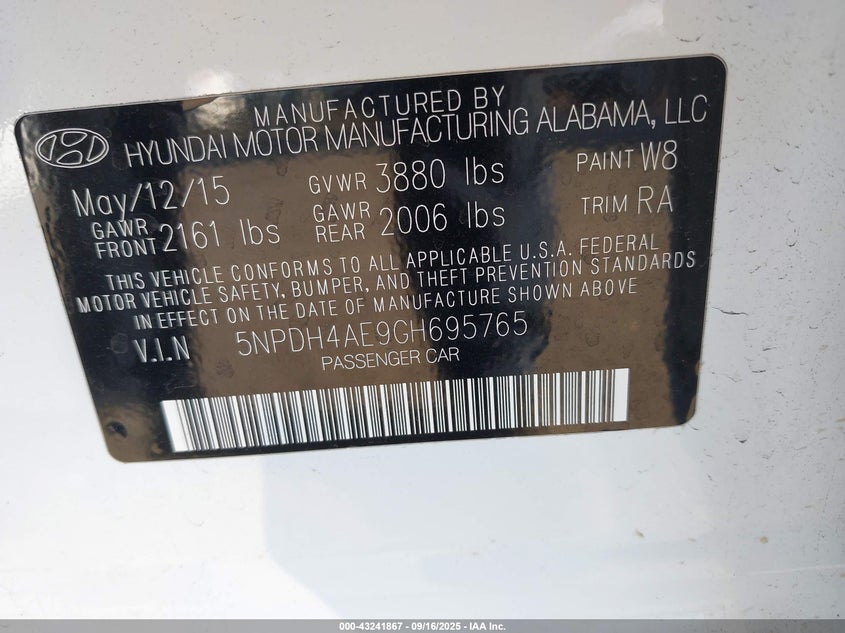 MANUFACTURED BY
HYUNDAI MOTOR MANUFACTURING ALABAMA, LLC
May/12/15 GVWR 3880 lbs PAINT W8
GAWR FRONT 2161 lbs GAWR REAR 2006 lbs TRIM RA
THIS VEHICLE CONFORMS TO ALL APPLICABLE U.S.A. FEDERAL
MOTOR VEHICLE SAFETY, BUMPER, AND THEFT PREVENTION STANDARDS
IN EFFECT ON THE DATE OF MANUFACTURE SHOWN ABOVE
V.I.N 5NPDH4AE9GH695765
PASSENGER CAR
000-43241867 - 09/16/2025 - IAA Inc.